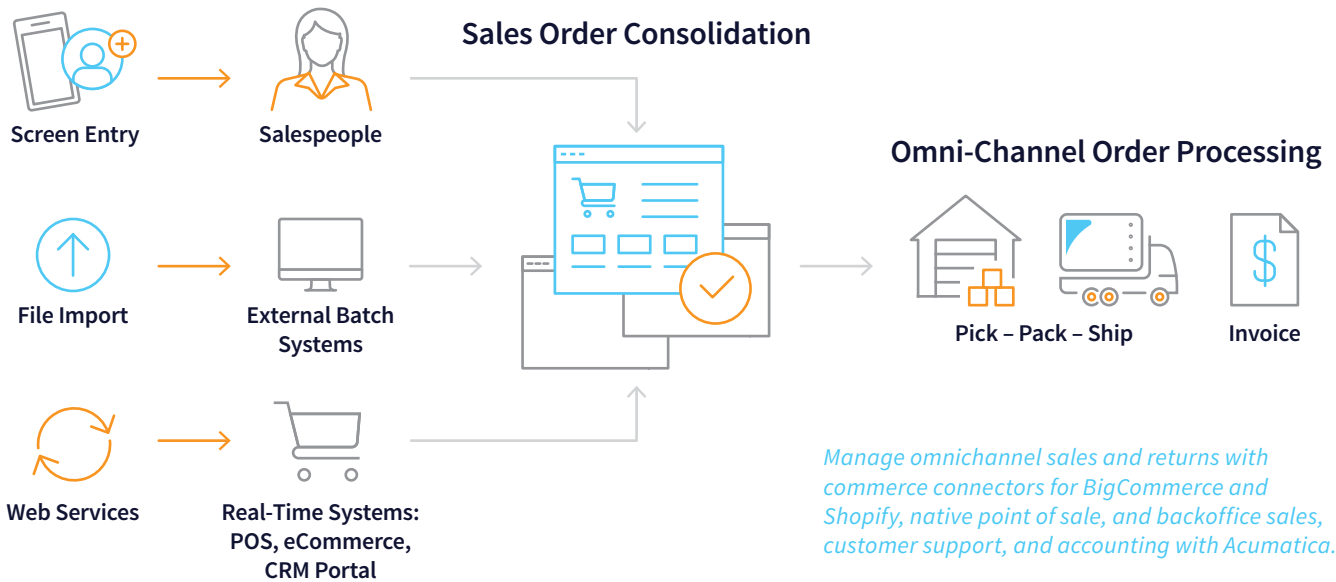 Sales Order Consolidation
Screen Entry
Salespeople
Omni-Channel Order Processing
File Import
External Batch
Systems
Pick – Pack – Ship
Invoice
Web Services
Real-Time Systems:
POS, eCommerce,
CRM Portal
Manage omnichannel sales and returns with
commerce connectors for BigCommerce and
Shopify, native point of sale, and backoffice sales,
customer support, and accounting with Acumatica.